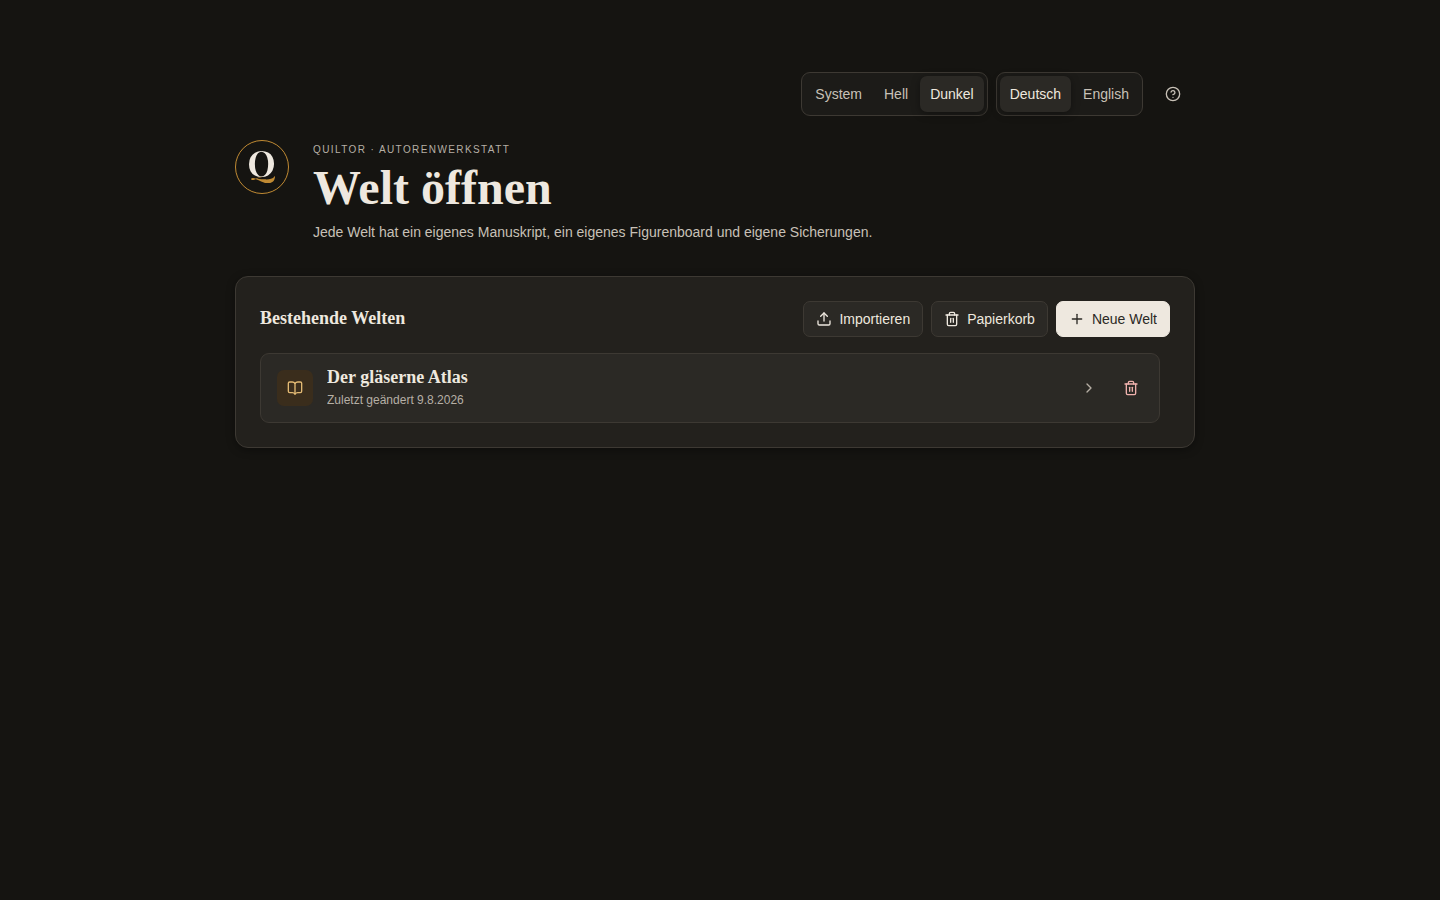 System Hell Dunkel Deutsch English
Q
QUILTOR · AUTORENWERKSTATT
Welt öffnen
Jede Welt hat ein eigenes Manuskript, ein eigenes Figurenboard und eigene Sicherungen.
Bestehende Welten Importieren Papierkorb Neue Welt
Der gläserne Atlas
Zuletzt geändert 9.8.2026